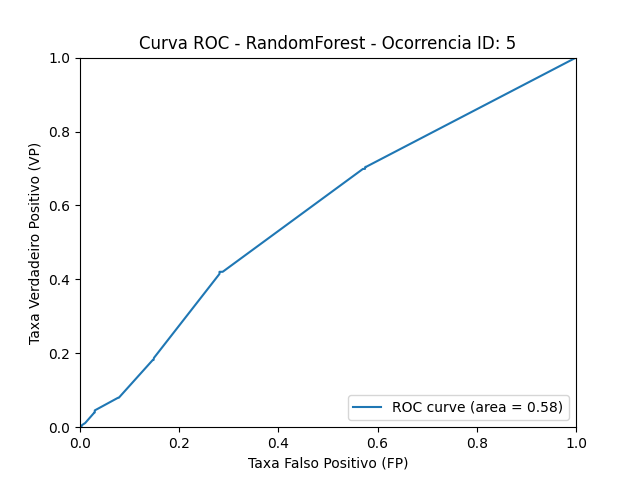 Curva ROC - RandomForest - Ocorrencia ID: 5
1.0
0.8
0.6
0.4
0.2
0.0
Taxa Verdadeiro Positivo (VP)
ROC curve (area = 0.58)
0.0 0.2 0.4 0.6 0.8 1.0
Taxa Falso Positivo (FP)